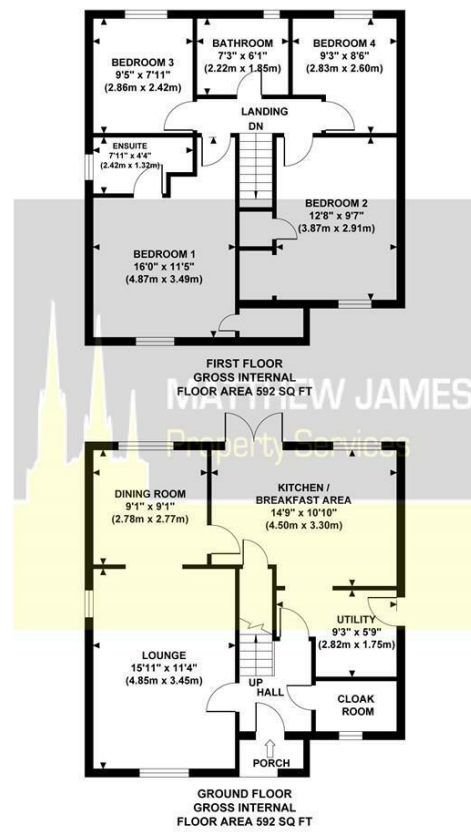 BEDROOM 3
9'5" x 7'11"
(2.86m x 2.42m)
BATHROOM
7'3" x 6'1"
(2.22m x 1.85m)
BEDROOM 4
9'3" x 8'6"
(2.83m x 2.60m)
LANDING
DN
ENSUITE
7'11" x 4'4"
(2.42m x 1.32m)
BEDROOM 2
12'8" x 9'7"
(3.87m x 2.91m)
BEDROOM 1
16'0" x 11'5"
(4.87m x 3.49m)
FIRST FLOOR
GROSS INTERNAL
FLOOR AREA 592 SQ FT
MATTHEW JAMES
Property Services
DINING ROOM
9'1" x 9'1"
(2.78m x 2.77m)
KITCHEN /
BREAKFAST AREA
14'9" x 10'10"
(4.50m x 3.30m)
UTILITY
9'3" x 5'9"
(2.82m x 1.75m)
LOUNGE
15'11" x 11'4"
(4.85m x 3.45m)
UP
HALL
CLOAK
ROOM
PORCH
GROUND FLOOR
GROSS INTERNAL
FLOOR AREA 592 SQ FT